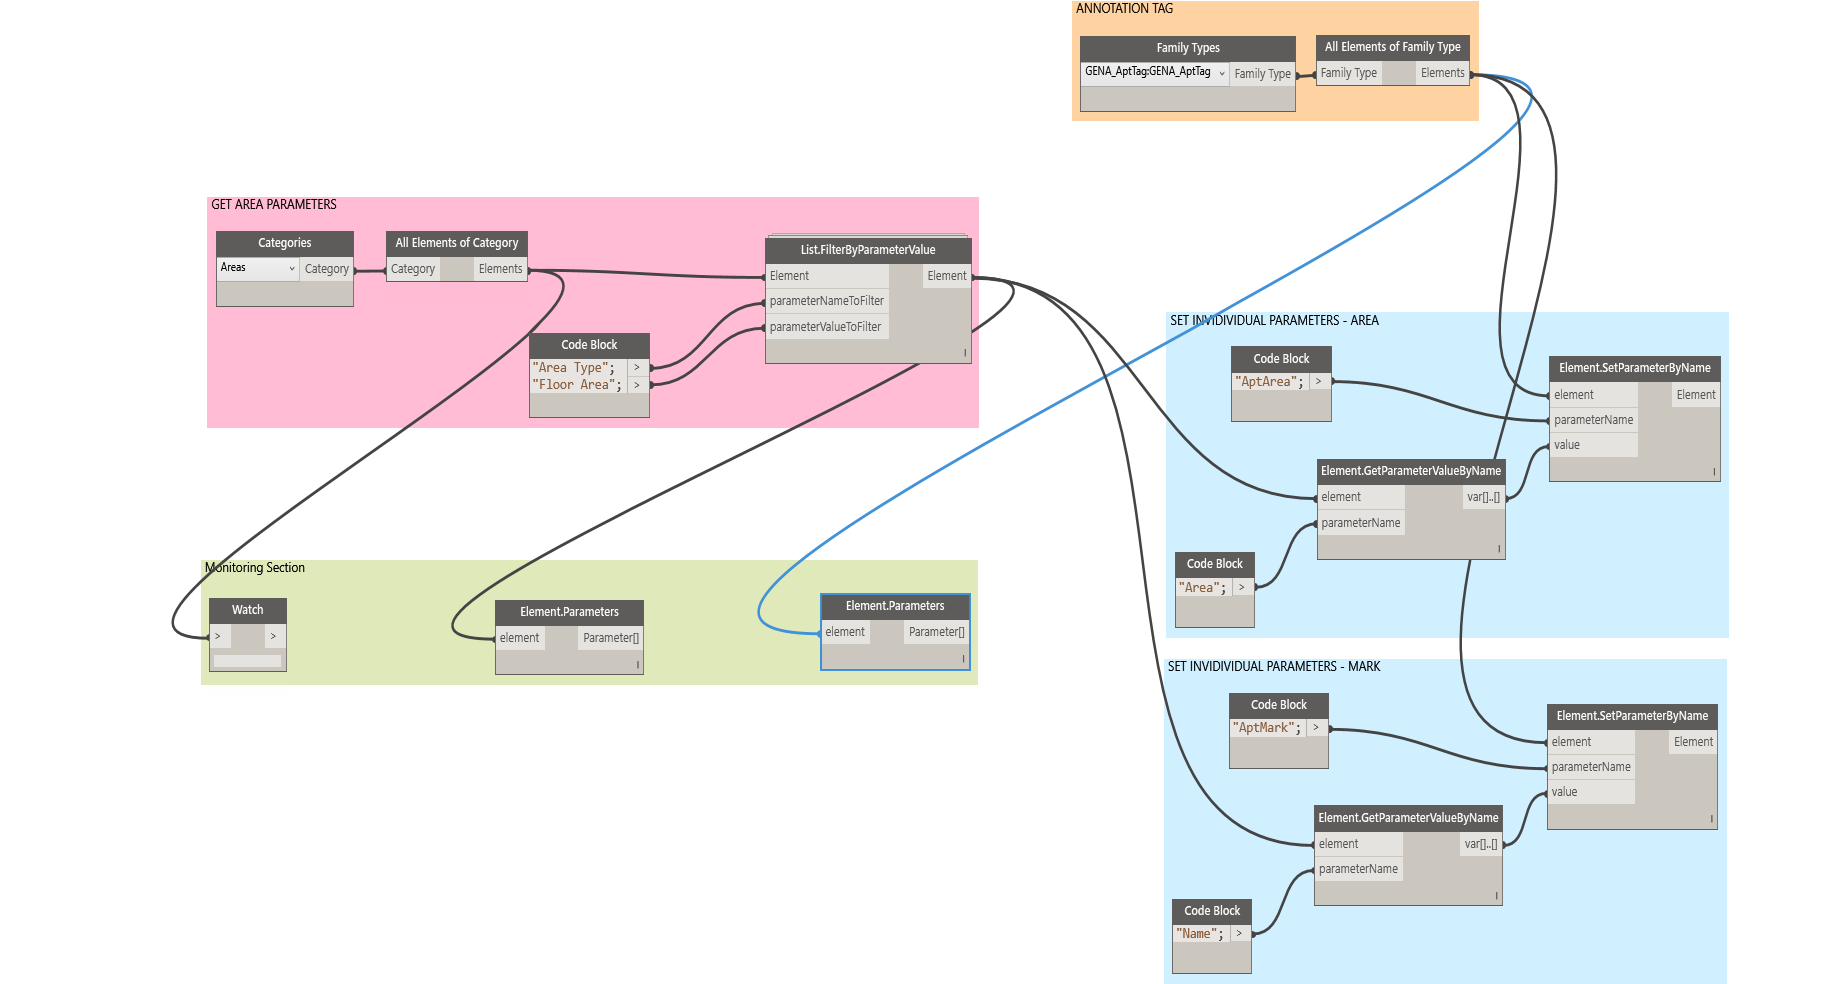 ANNOTATION TAG
Family Types
GENA_AptTag:GENA_AptTag
Family Type
All Elements of Family Type
Family Type
Elements
GET AREA PARAMETERS
Categories
Areas
Category
All Elements of Category
Category
Elements
List.FilterByParameterValue
Element
Element
parameterNameToFilter
parameterValueToFilter
l
Code Block
"Area Type"; >
"Floor Area"; >
SET INVIDIVIDUAL PARAMETERS - AREA
Code Block
"AptArea"; >
Element.SetParameterByName
element
Element
parameterName
value
l
Element.GetParameterValueByName
element
var[]..[]
parameterName
l
Code Block
"Area"; >
Monitoring Section
Watch
> >
Element.Parameters
element
Parameter[]
l
Element.Parameters
element
Parameter[]
l
SET INVIDIVIDUAL PARAMETERS - MARK
Code Block
"AptMark"; >
Element.SetParameterByName
element
Element
parameterName
value
l
Element.GetParameterValueByName
element
var[]..[]
parameterName
l
Code Block
"Name"; >